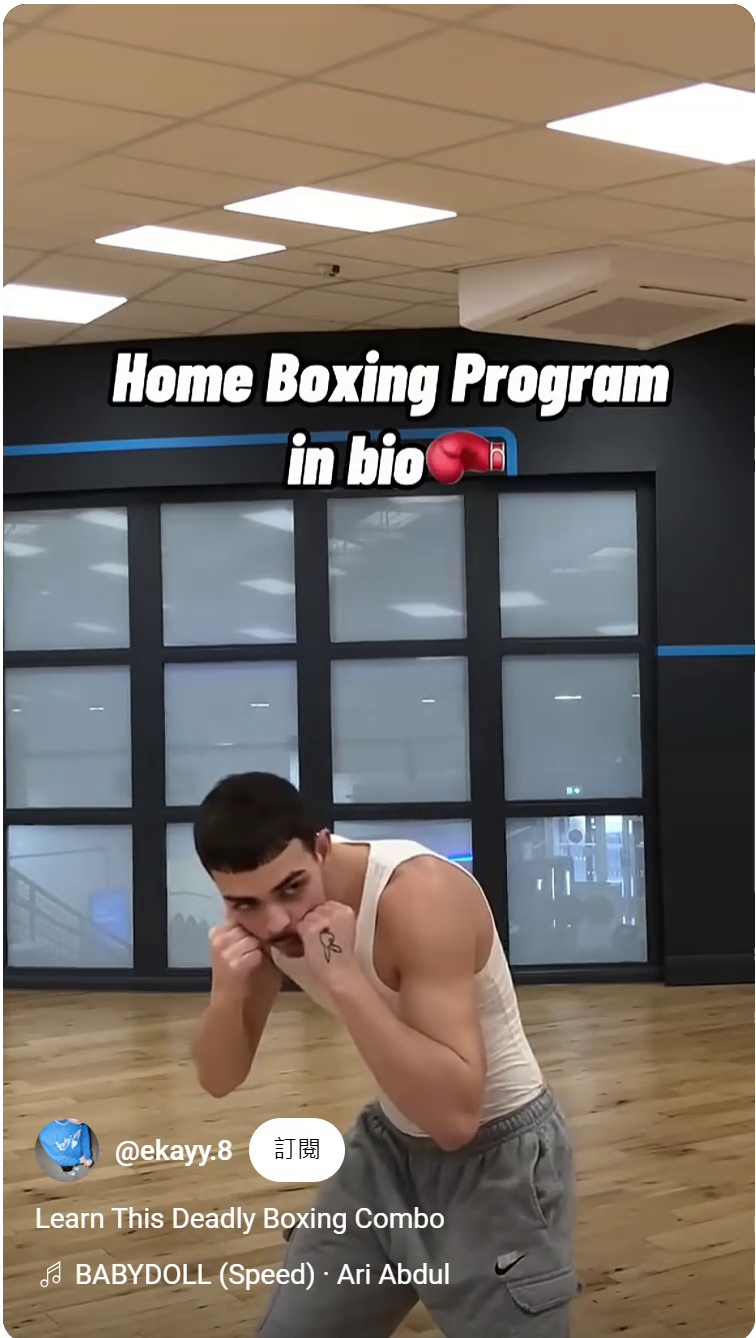 Home Boxing Program
in bio🥊
@ekayy.8 訂閱
Learn This Deadly Boxing Combo
BABYDOLL (Speed) · Ari Abdul